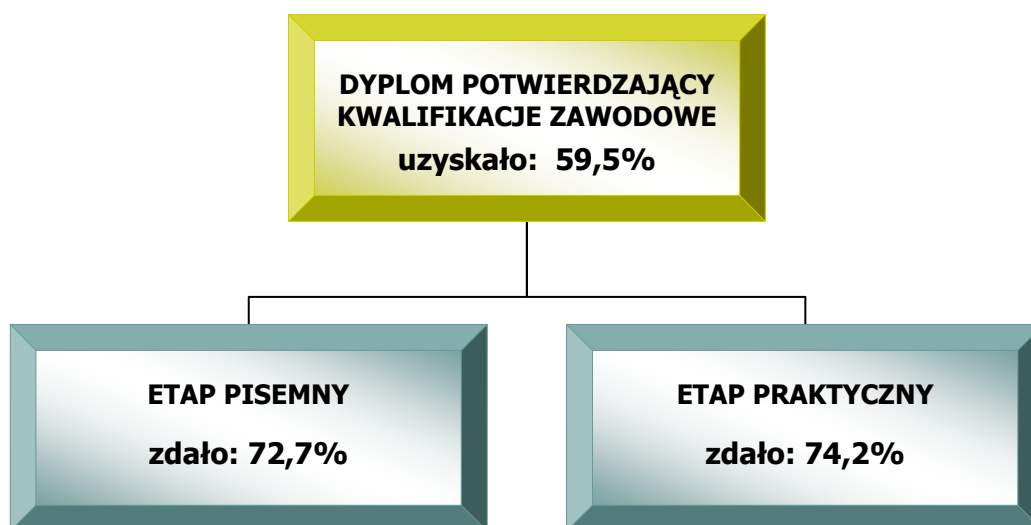 DYPLOM POTWIERDZAJĄCY
KWALIFIKACJE ZAWODOWE
uzyskało: 59,5%
ETAP PISEMNY
zdało: 72,7%
ETAP PRAKTYCZNY
zdało: 74,2%